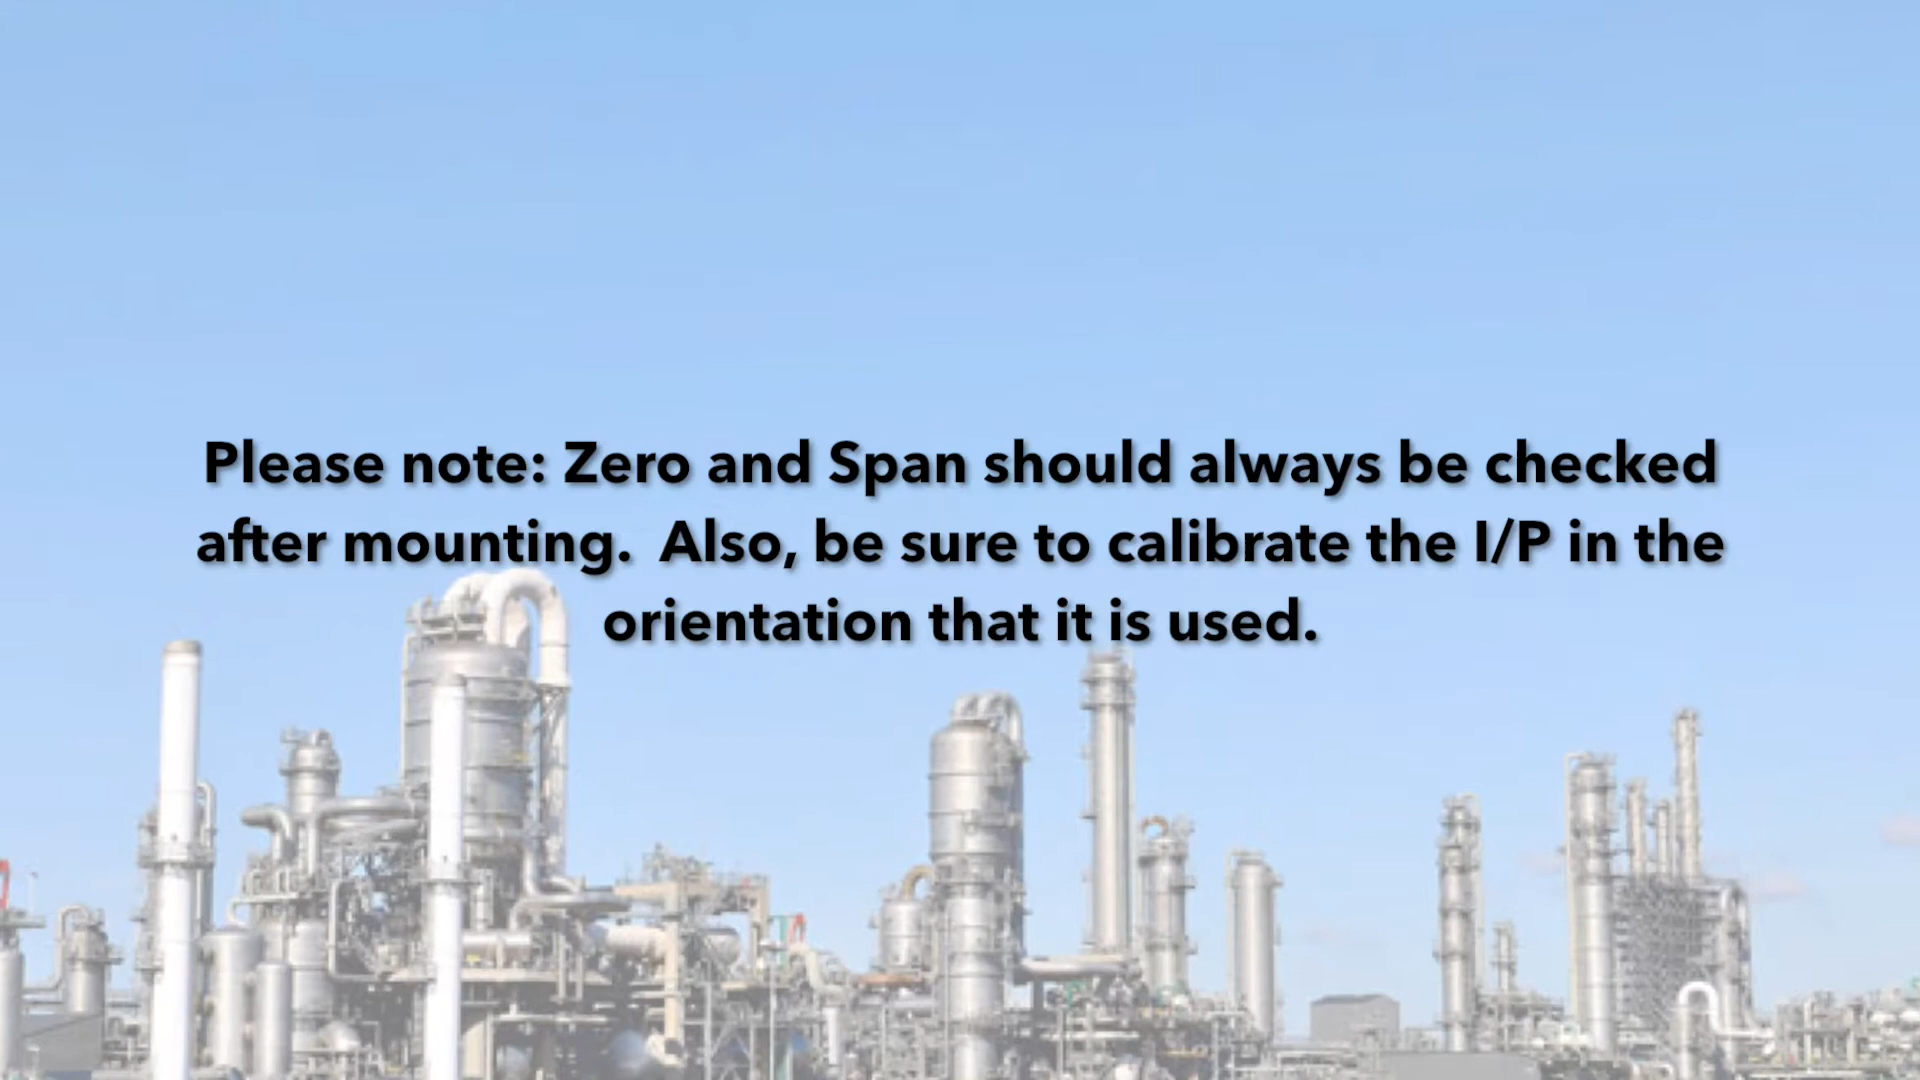 Please note: Zero and Span should always be checked
after mounting.  Also, be sure to calibrate the I/P in the
orientation that it is used.